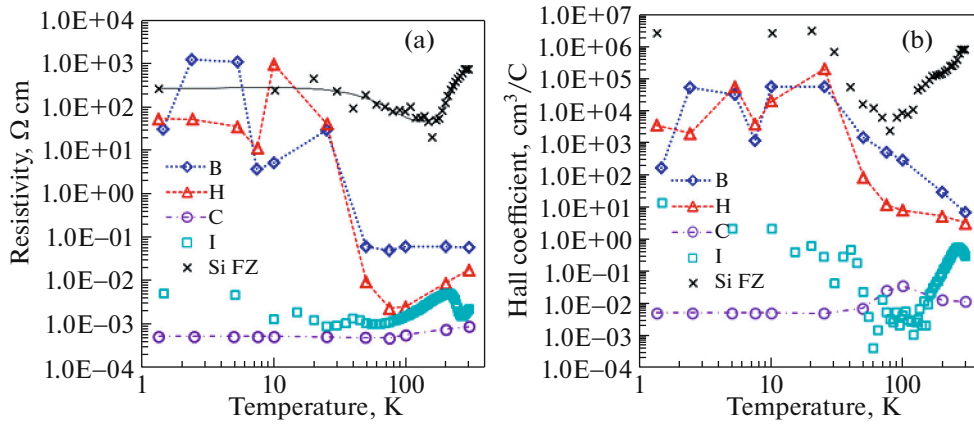 (a)
Resistivity, Ω cm
1.0E+04
1.0E+03
1.0E+02
1.0E+01
1.0E+00
1.0E–01
1.0E–02
1.0E–03
1.0E–04
B
H
C
I
Si FZ
1 10 100
Temperature, K
(b)
Hall coefficient, cm³/C
1.0E+07
1.0E+06
1.0E+05
1.0E+04
1.0E+03
1.0E+02
1.0E+01
1.0E+00
1.0E–01
1.0E–02
1.0E–03
1.0E–04
B
H
C
I
Si FZ
1 10 100
Temperature, K